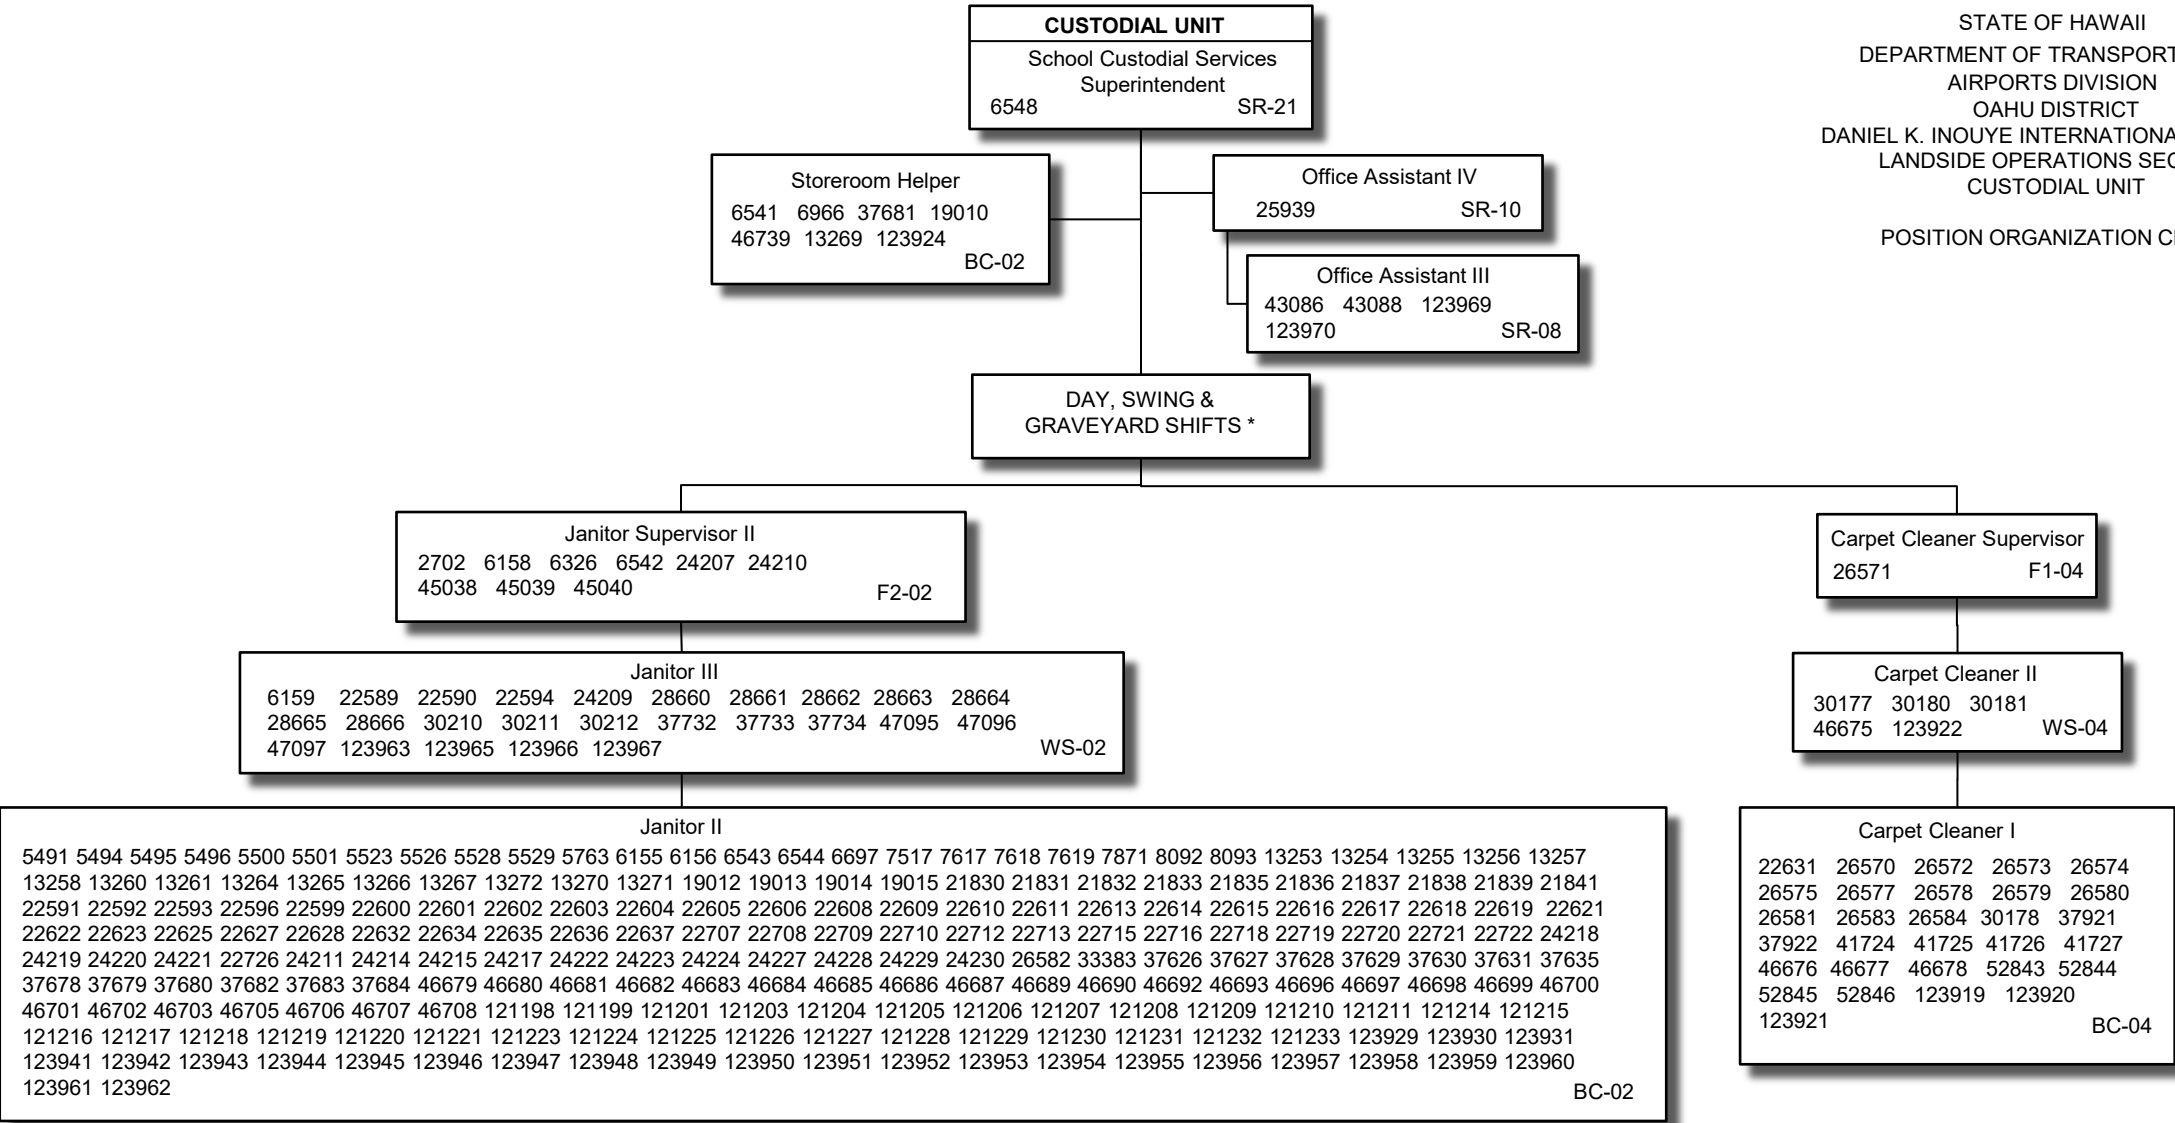 CUSTODIAL UNIT
School Custodial Services
Superintendent
6548 SR-21
STATE OF HAWAII
DEPARTMENT OF TRANSPORT
AIRPORTS DIVISION
OAHU DISTRICT
DANIEL K. INOUYE INTERNATIONA
LANDSIDE OPERATIONS SEC
CUSTODIAL UNIT
POSITION ORGANIZATION C
Storeroom Helper
6541 6966 37681 19010
46739 13269 123924
BC-02
Office Assistant IV
25939 SR-10
Office Assistant III
43086 43088 123969
123970 SR-08
DAY, SWING &
GRAVEYARD SHIFTS *
Janitor Supervisor II
2702 6158 6326 6542 24207 24210
45038 45039 45040 F2-02
Carpet Cleaner Supervisor
26571 F1-04
Janitor III
6159 22589 22590 22594 24209 28660 28661 28662 28663 28664
28665 28666 30210 30211 30212 37732 37733 37734 47095 47096
47097 123963 123965 123966 123967 WS-02
Carpet Cleaner II
30177 30180 30181
46675 123922 WS-04
Janitor II
5491 5494 5495 5496 5500 5501 5523 5526 5528 5529 5763 6155 6156 6543 6544 6697 7517 7617 7618 7619 7871 8092 8093 13253 13254 13255 13256 13257
13258 13260 13261 13264 13265 13266 13267 13272 13270 13271 19012 19013 19014 19015 21830 21831 21832 21833 21835 21836 21837 21838 21839 21841
22591 22592 22593 22596 22599 22600 22601 22602 22603 22604 22605 22606 22608 22609 22610 22611 22613 22614 22615 22616 22617 22618 22619 22621
22622 22623 22625 22627 22628 22632 22634 22635 22636 22637 22707 22708 22709 22710 22712 22713 22715 22716 22718 22719 22720 22721 22722 24218
24219 24220 24221 22726 24211 24214 24215 24217 24222 24223 24224 24227 24228 24229 24230 26582 33383 37626 37627 37628 37629 37630 37631 37635
37678 37679 37680 37682 37683 37684 46679 46680 46681 46682 46683 46684 46685 46686 46687 46689 46690 46692 46693 46696 46697 46698 46699 46700
46701 46702 46703 46705 46706 46707 46708 121198 121199 121201 121203 121204 121205 121206 121207 121208 121209 121210 121211 121214 121215
121216 121217 121218 121219 121220 121221 121223 121224 121225 121226 121227 121228 121229 121230 121231 121232 121233 123929 123930 123931
123941 123942 123943 123944 123945 123946 123947 123948 123949 123950 123951 123952 123953 123954 123955 123956 123957 123958 123959 123960
123961 123962
BC-02
Carpet Cleaner I
22631 26570 26572 26573 26574
26575 26577 26578 26579 26580
26581 26583 26584 30178 37921
37922 41724 41725 41726 41727
46676 46677 46678 52843 52844
52845 52846 123919 123920
123921 BC-04